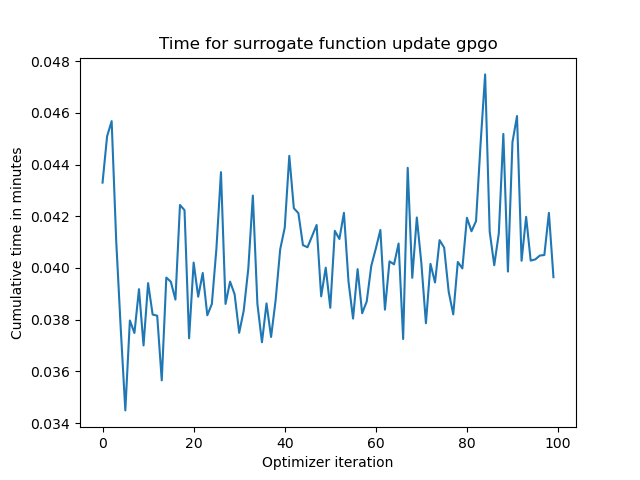 Time for surrogate function update gpgo
0.048
0.046
0.044
0.042
0.040
0.038
0.036
0.034
Cumulative time in minutes
0 20 40 60 80 100
Optimizer iteration